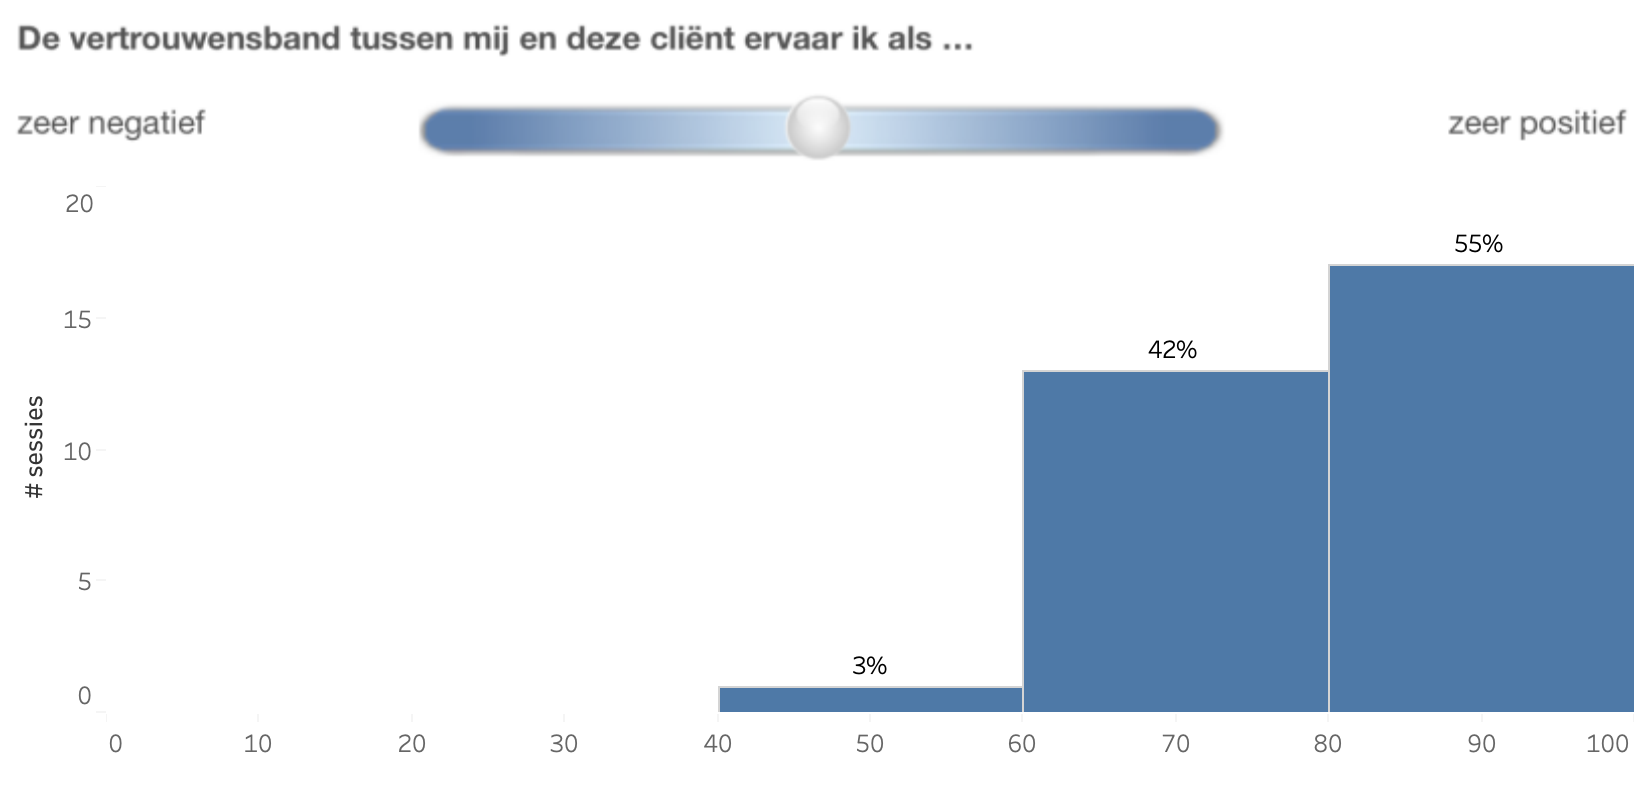 De vertrouwensband tussen mij en deze cliënt ervaar ik als ...
zeer negatief
zeer positief
20
15
10
5
0
# sessies
3%
42%
55%
0 10 20 30 40 50 60 70 80 90 100